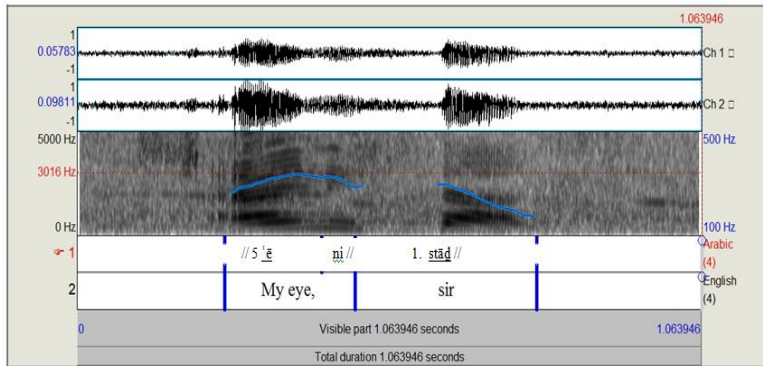 1.063946
1
0.05783
-1
Ch 1
1
0.09811
-1
Ch 2
5000 Hz
500 Hz
3016 Hz
0 Hz
100 Hz
1
// 5 ˈē ni //
1. stād //
Arabic
(4)
2
My eye,
sir
English
(4)
0
Visible part 1.063946 seconds
1.063946
Total duration 1.063946 seconds